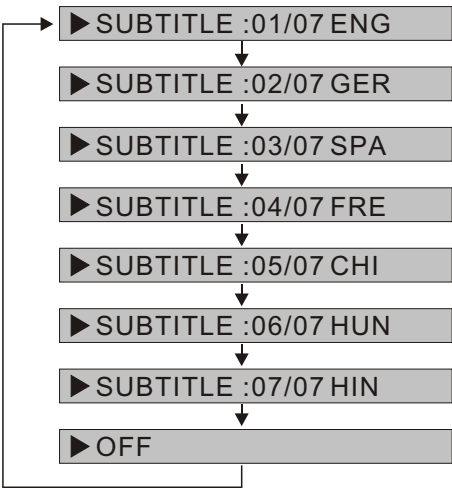 ▶SUBTITLE :01/07 ENG
▶SUBTITLE :02/07 GER
▶SUBTITLE :03/07 SPA
▶SUBTITLE :04/07 FRE
▶SUBTITLE :05/07 CHI
▶SUBTITLE :06/07 HUN
▶SUBTITLE :07/07 HIN
▶OFF